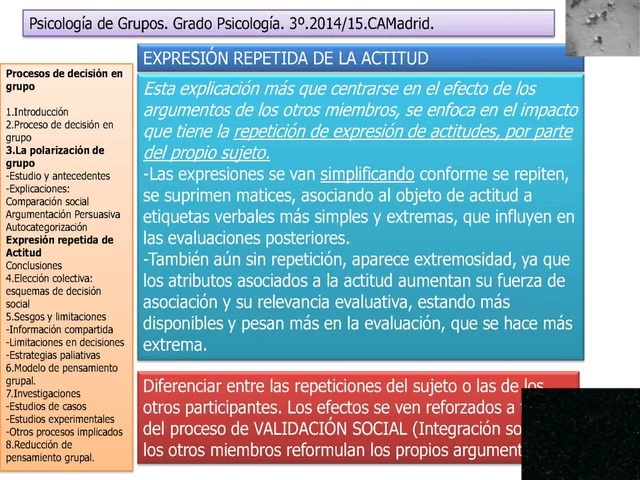 Psicología de Grupos. Grado Psicología. 3º.2014/15.CAMadrid.
Procesos de decisión en
grupo
1.Introducción
2.Proceso de decisión en
grupo
3.La polarización de
grupo
-Estudio y antecedentes
-Explicaciones:
Comparación social
Argumentación Persuasiva
Autocategorización
Expresión repetida de
Actitud
Conclusiones
4.Elección colectiva:
esquemas de decisión
social
5.Sesgos y limitaciones
-Información compartida
-Limitaciones en decisiones
-Estrategias paliativas
6.Modelo de pensamiento
grupal.
7.Investigaciones
-Estudios de casos
-Estudios experimentales
-Otros procesos implicados
8.Reducción de
pensamiento grupal.
EXPRESIÓN REPETIDA DE LA ACTITUD
Esta explicación más que centrarse en el efecto de los
argumentos de los otros miembros, se enfoca en el impacto
que tiene la repetición de expresión de actitudes, por parte
del propio sujeto.
-Las expresiones se van simplificando conforme se repiten,
se suprimen matices, asociando al objeto de actitud a
etiquetas verbales más simples y extremas, que influyen en
las evaluaciones posteriores.
-También aún sin repetición, aparece extremosidad, ya que
los atributos asociados a la actitud aumentan su fuerza de
asociación y su relevancia evaluativa, estando más
disponibles y pesan más en la evaluación, que se hace más
extrema.
Diferenciar entre las repeticiones del sujeto o las de los
otros participantes. Los efectos se ven reforzados a
del proceso de VALIDACIÓN SOCIAL (Integración
los otros miembros reformulan los propios